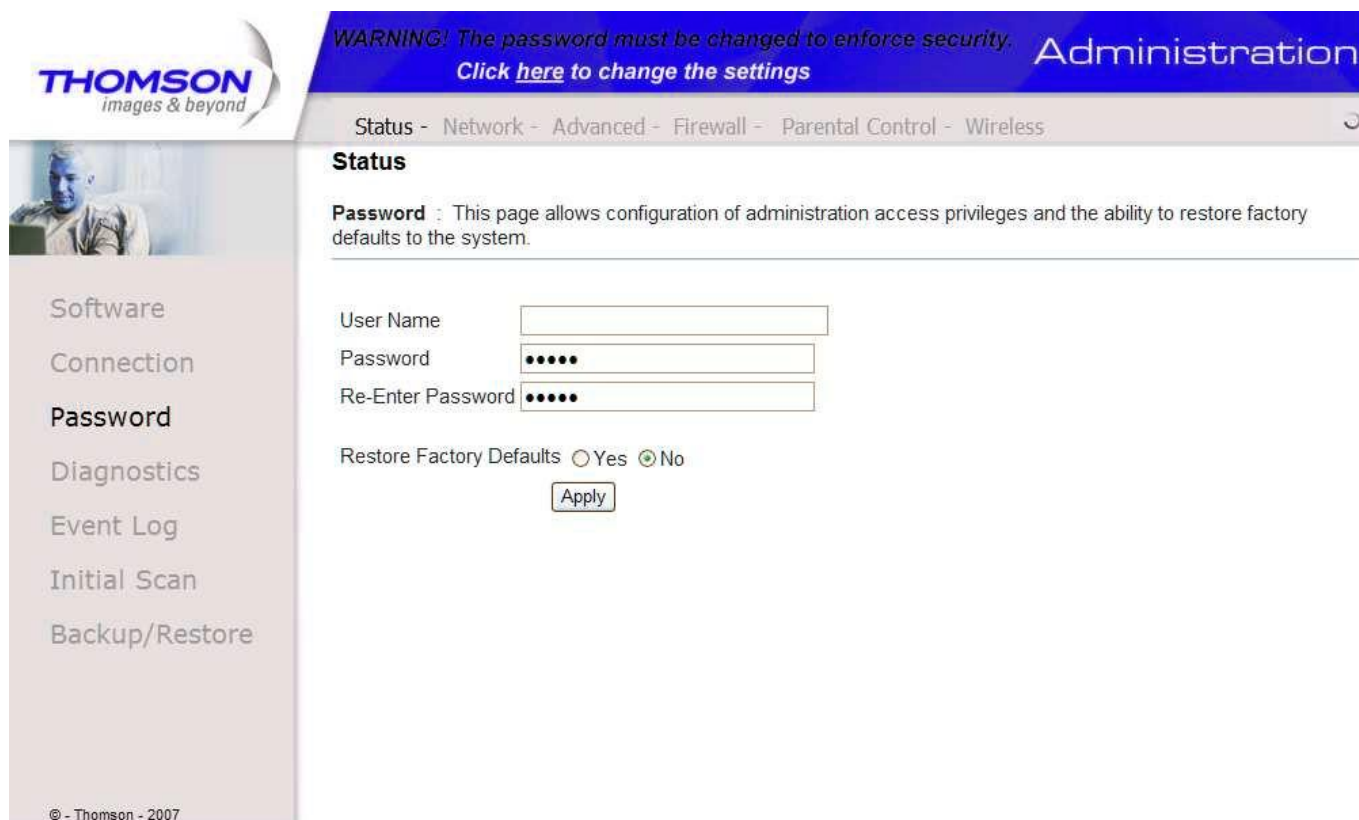 THOMSON
images & beyond
WARNING! The password must be changed to enforce security.
Click here to change the settings
Administration
Status - Network - Advanced - Firewall - Parental Control - Wireless
Status
Password : This page allows configuration of administration access privileges and the ability to restore factory
defaults to the system.
Software
Connection
Password
Diagnostics
Event Log
Initial Scan
Backup/Restore
User Name
Password •••••
Re-Enter Password •••••
Restore Factory Defaults Yes No
Apply
© - Thomson - 2007